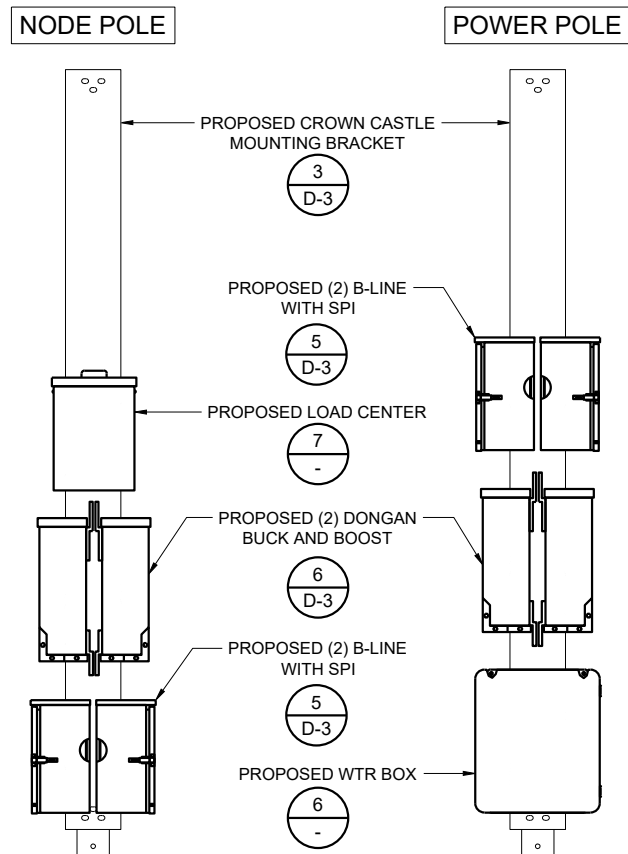 NODE POLE
POWER POLE
PROPOSED CROWN CASTLE
MOUNTING BRACKET
3
D-3
PROPOSED (2) B-LINE
WITH SPI
5
D-3
PROPOSED LOAD CENTER
7
-
PROPOSED (2) DONGAN
BUCK AND BOOST
6
D-3
PROPOSED (2) B-LINE
WITH SPI
5
D-3
PROPOSED WTR BOX
6
-